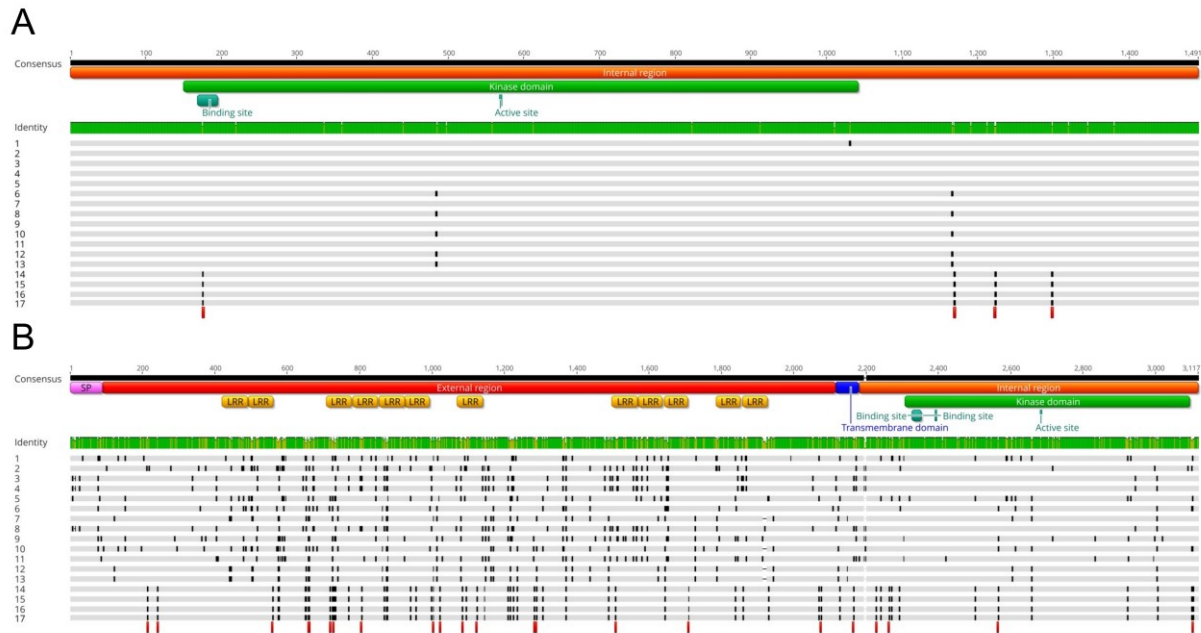 A
1 100 200 300 400 500 600 700 800 900 1,000 1,100 1,200 1,300 1,400 1,491
Consensus
Internal region
Kinase domain
Binding site Active site
Identity
1
2
3
4
5
6
7
8
9
10
11
12
13
14
15
16
17
B
1 200 400 600 800 1,000 1,200 1,400 1,600 1,800 2,000 2,200 2,400 2,600 2,800 3,000 3,117
Consensus
SP External region Internal region
LRR LRR LRR LRR LRR LRR LRR LRR LRR LRR LRR LRR Kinase domain
Binding site Binding site Active site
Transmembrane domain
Identity
1
2
3
4
5
6
7
8
9
10
11
12
13
14
15
16
17